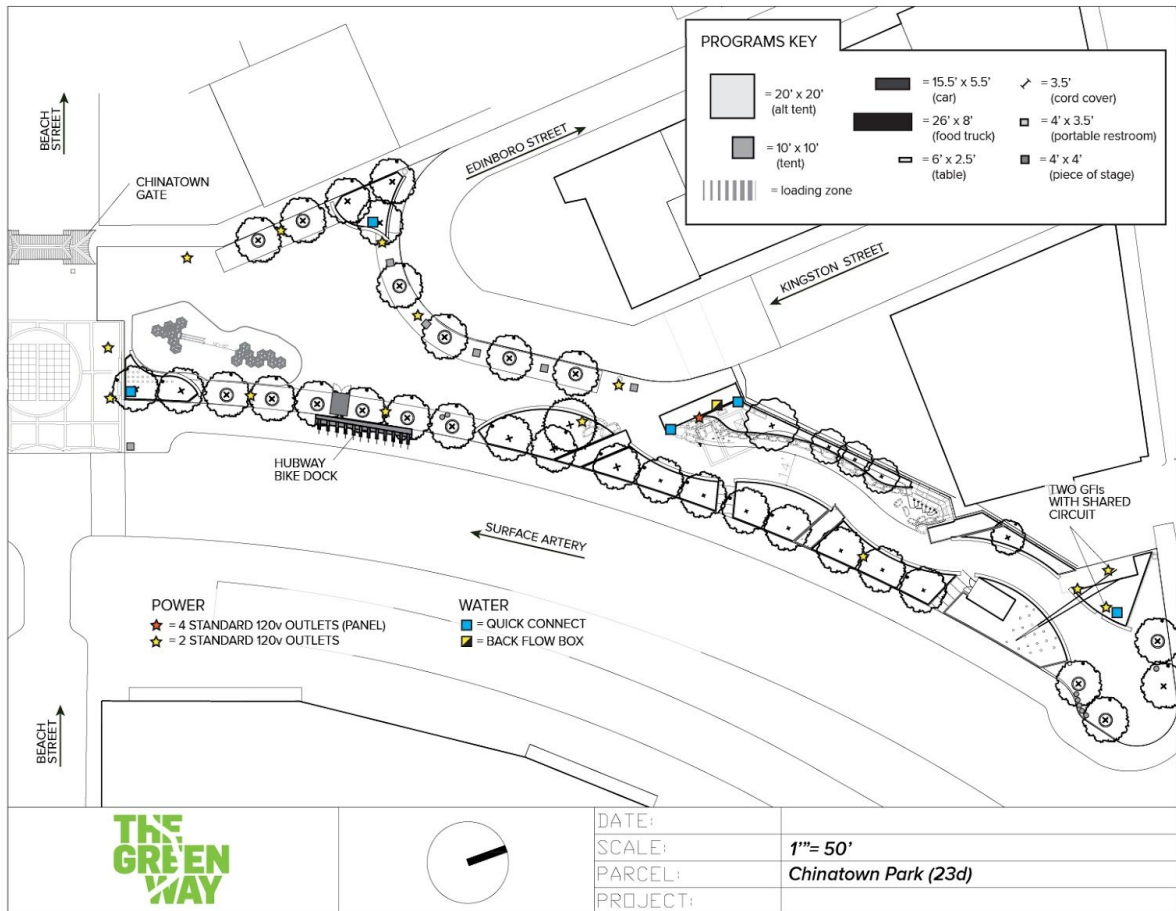 PROGRAMS KEY
= 20' x 20'
(alt tent)
= 10' x 10'
(tent)
= loading zone
= 15.5' x 5.5'
(car)
= 26' x 8'
(food truck)
= 6' x 2.5'
(table)
= 3.5'
(cord cover)
= 4' x 3.5'
(portable restroom)
= 4' x 4'
(piece of stage)
BEACH
STREET
CHINATOWN
GATE
EDINBORO STREET
KINGSTON STREET
HUBWAY
BIKE DOCK
SURFACE ARTERY
TWO GFIs
WITH SHARED
CIRCUIT
POWER
= 4 STANDARD 120v OUTLETS (PANEL)
= 2 STANDARD 120v OUTLETS
WATER
= QUICK CONNECT
= BACK FLOW BOX
BEACH
STREET
THE
GREEN
WAY
DATE:
SCALE: 1'"= 50'
PARCEL: Chinatown Park (23d)
PROJECT: